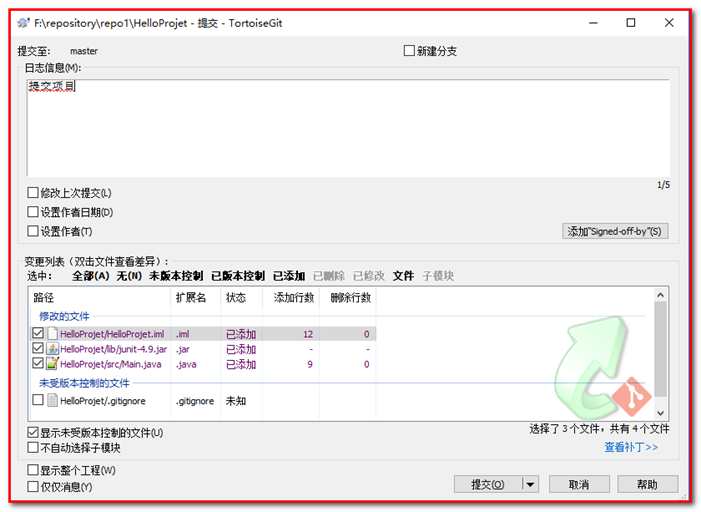 F:\repository\repo1\HelloProjet - 提交 - TortoiseGit
提交至: master 新建分支
日志信息(M):
提交项目
1/5
修改上次提交(L)
设置作者日期(D)
设置作者(T)
添加"Signed-off-by"(S)
变更列表（双击文件查看差异）:
选中: 全部(A) 无(N) 未版本控制 已版本控制 已添加 已删除 已修改 文件 子模块
路径 扩展名 状态 添加行数 删除行数
修改的文件
HelloProjet/HelloProjet.iml .iml 已添加 12 0
HelloProjet/lib/junit-4.9.jar .jar 已添加 - -
HelloProjet/src/Main.java .java 已添加 9 0
未受版本控制的文件
HelloProjet/.gitignore .gitignore 未知
显示未受版本控制的文件(U)
选择了 3 个文件，共有 4 个文件
不自动选择子模块
查看补丁>>
显示整个工程(W)
仅仅消息(Y)
提交(O) 取消 帮助